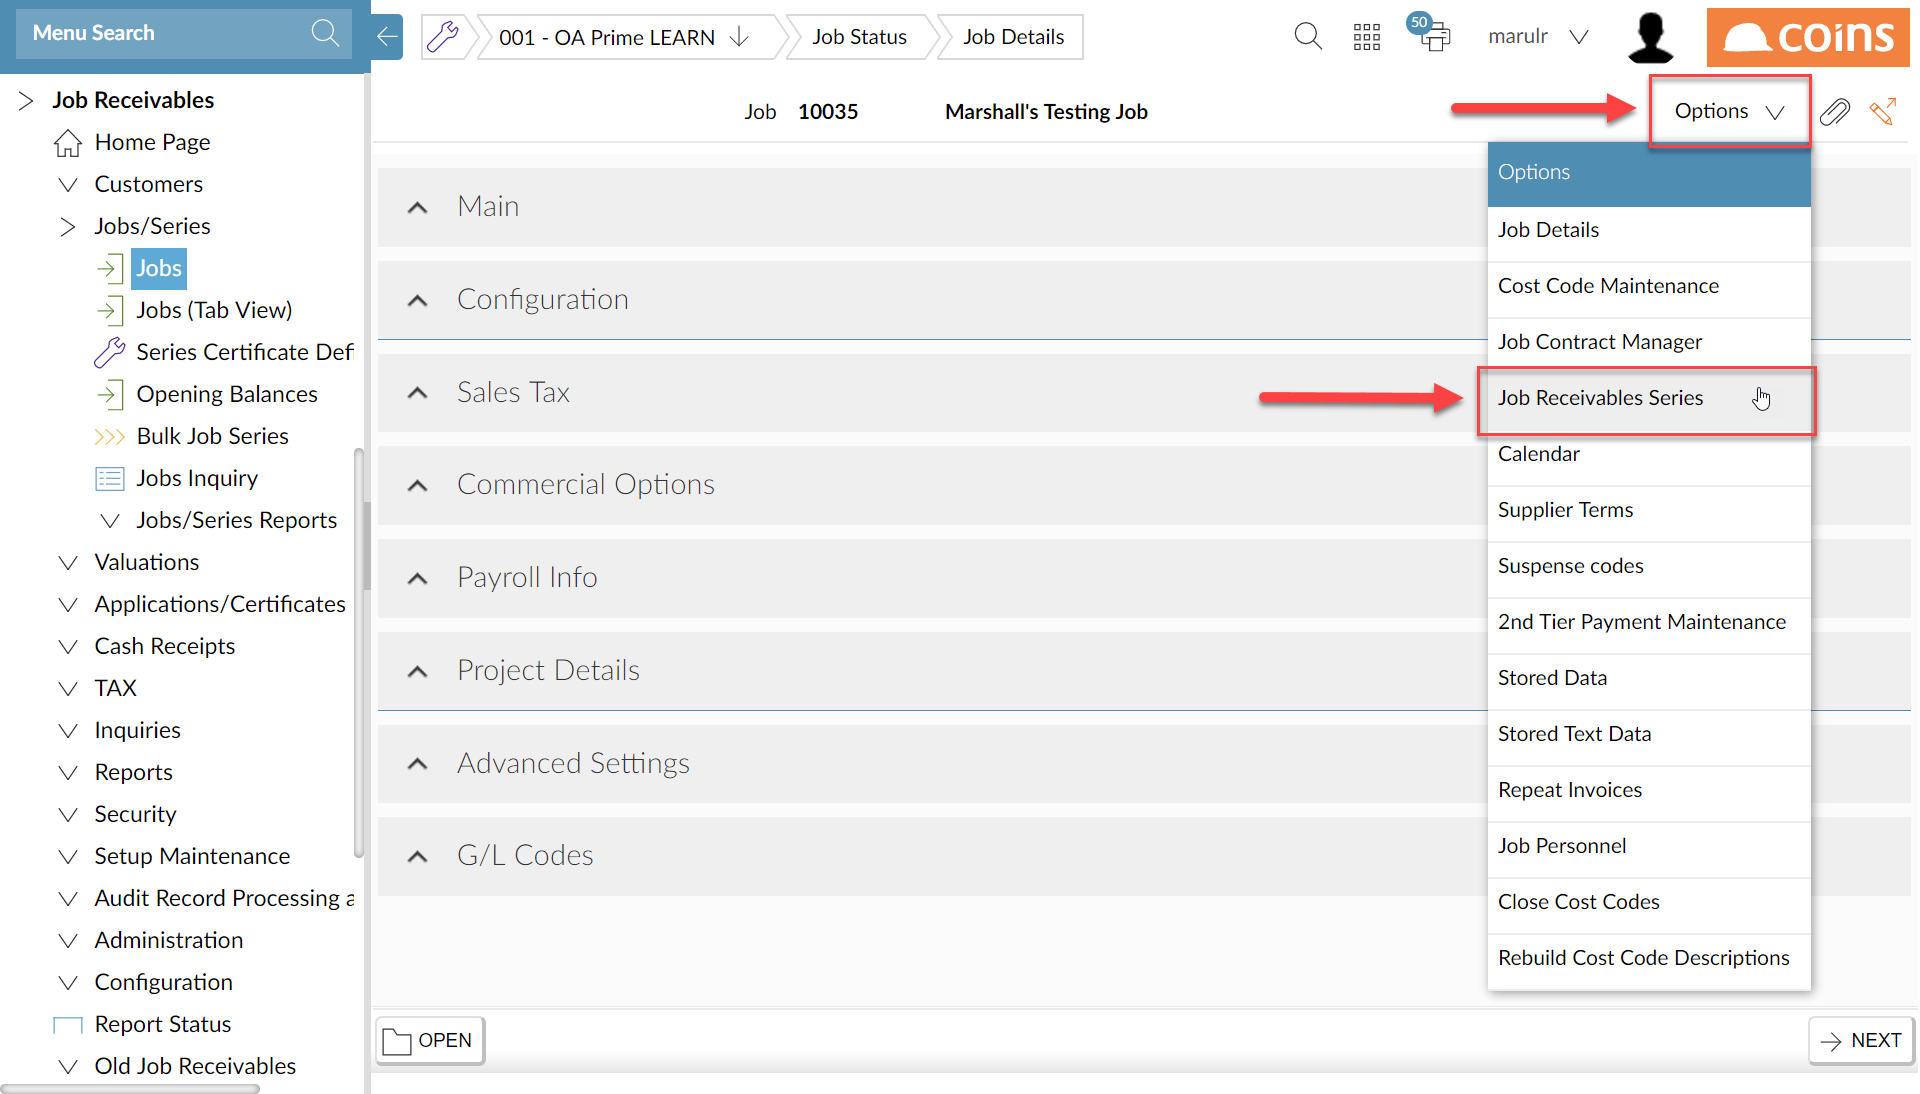 Menu Search
001 - OA Prime LEARN
Job Status
Job Details
50
marulr
coins
Job 10035 Marshall's Testing Job
Options
Job Receivables
Home Page
Customers
Jobs/Series
Jobs
Jobs (Tab View)
Series Certificate Defi
Opening Balances
Bulk Job Series
Jobs Inquiry
Jobs/Series Reports
Valuations
Applications/Certificates
Cash Receipts
TAX
Inquiries
Reports
Security
Setup Maintenance
Audit Record Processing a
Administration
Configuration
Report Status
Old Job Receivables
Main
Configuration
Sales Tax
Commercial Options
Payroll Info
Project Details
Advanced Settings
G/L Codes
Options
Job Details
Cost Code Maintenance
Job Contract Manager
Job Receivables Series
Calendar
Supplier Terms
Suspense codes
2nd Tier Payment Maintenance
Stored Data
Stored Text Data
Repeat Invoices
Job Personnel
Close Cost Codes
Rebuild Cost Code Descriptions
OPEN
NEXT